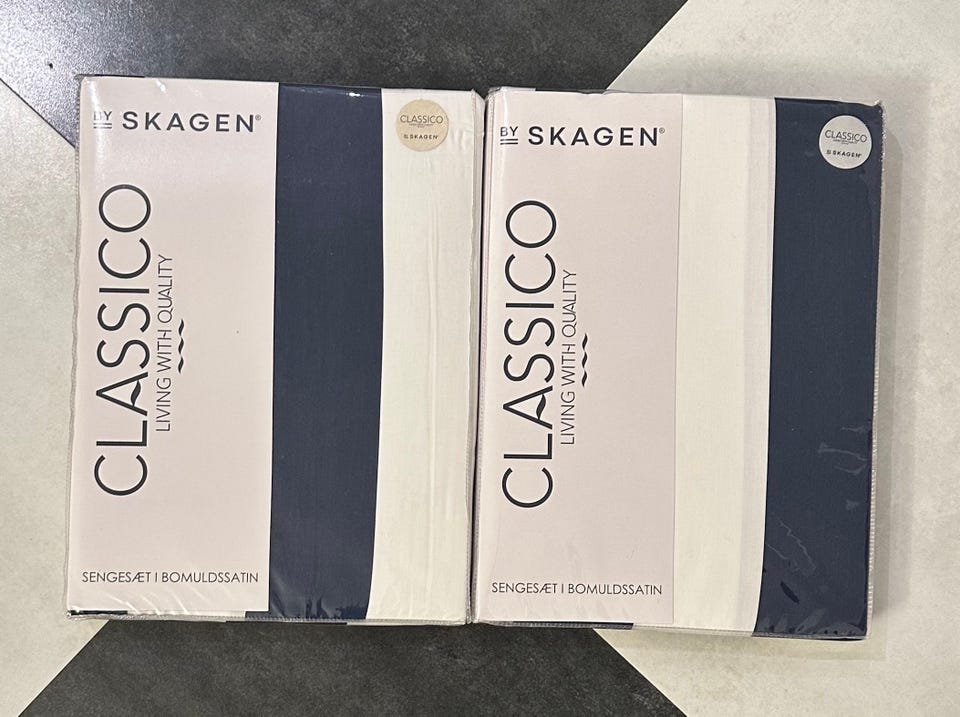 BY SKAGEN®
CLASSICO
LIVING WITH QUALITY
SENGESÆT I BOMULDSSATIN
CLASSICO
BY SKAGEN®
BY SKAGEN®
CLASSICO
LIVING WITH QUALITY
SENGESÆT I BOMULDSSATIN
CLASSICO
BY SKAGEN®